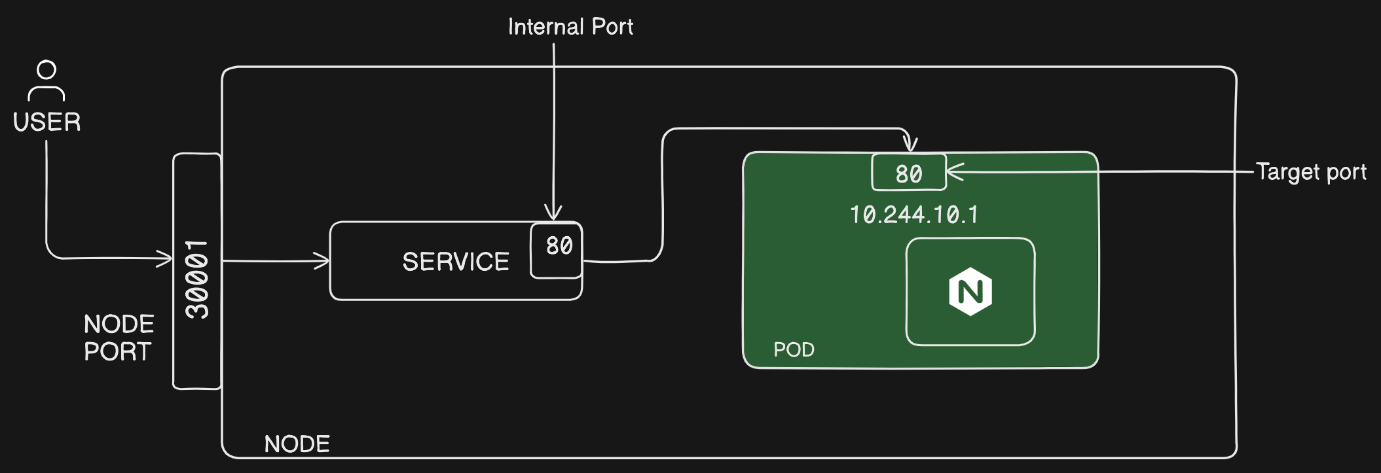 Internal Port
USER
80
Target port
10.244.10.1
80
SERVICE
30001
N
NODE
PORT
POD
NODE